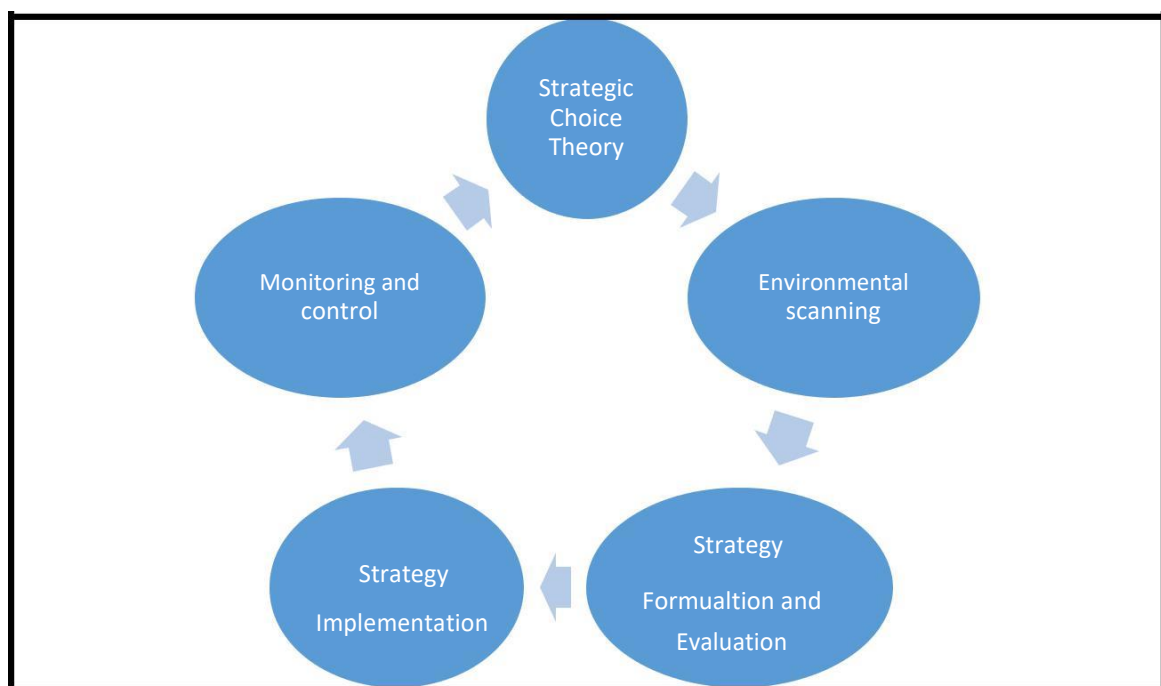 Strategic
Choice
Theory
Environmental
scanning
Strategy
Formualtion and
Evaluation
Strategy
Implementation
Monitoring and
control